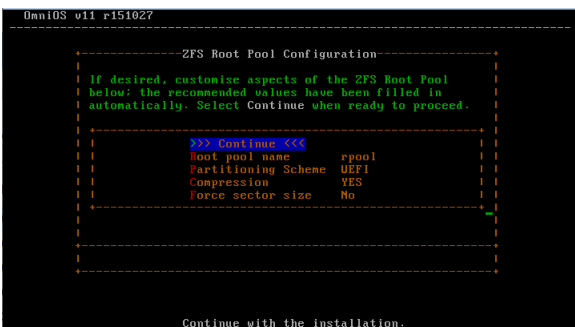 OmniOS v11 r151027
ZFS Root Pool Configuration
If desired, customise aspects of the ZFS Root Pool
below; the recommended values have been filled in
automatically. Select Continue when ready to proceed.
>>> Continue <<<
Root pool name rpool
Partitioning Scheme UEFI
Compression YES
Force sector size No
Continue with the installation.